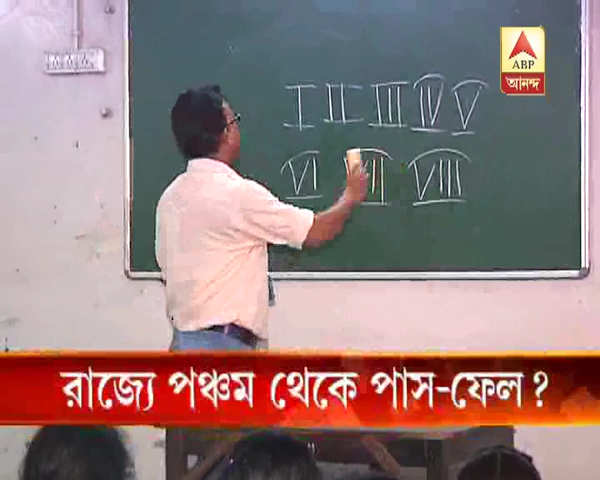 ABP
আনন্দ
I II III IV V
VI VII VIII
রাজ্যে পঞ্চম থেকে পাস-ফেল?